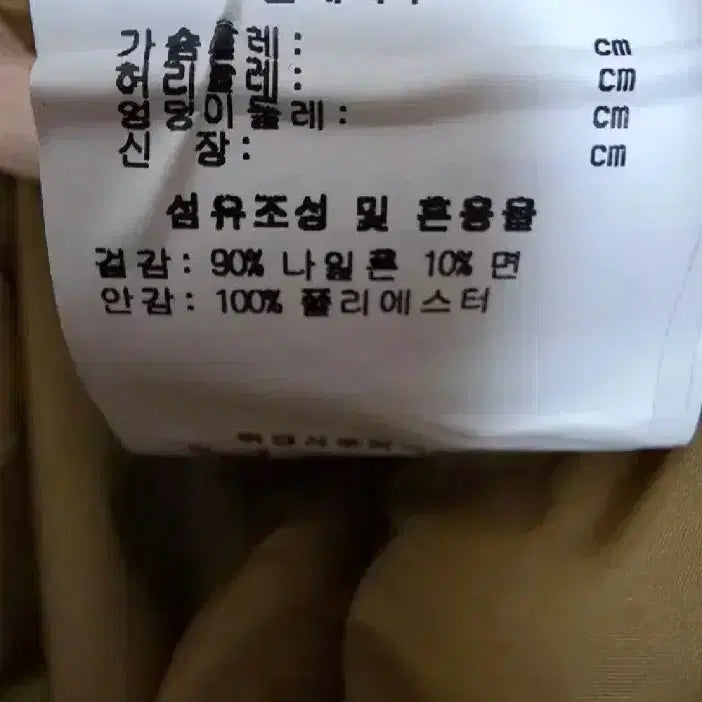 가슴둘레: cm
허리둘레: cm
엉덩이둘레: cm
신 장: cm
섬유조성 및 혼용율
겉감: 90% 나일론 10% 면
안감: 100% 폴리에스터